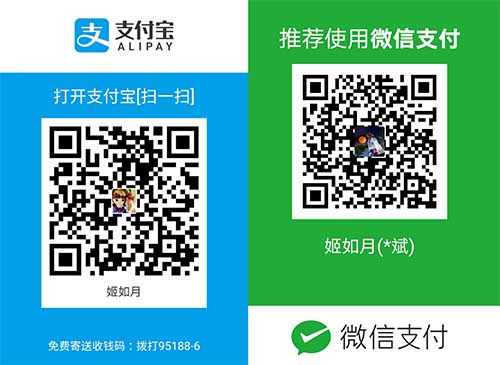 支
支付宝
ALIPAY
打开支付宝[扫一扫]
姬如月
免费寄送收钱码：拨打95188-6
推荐使用微信支付
姬如月(*斌)
微信支付